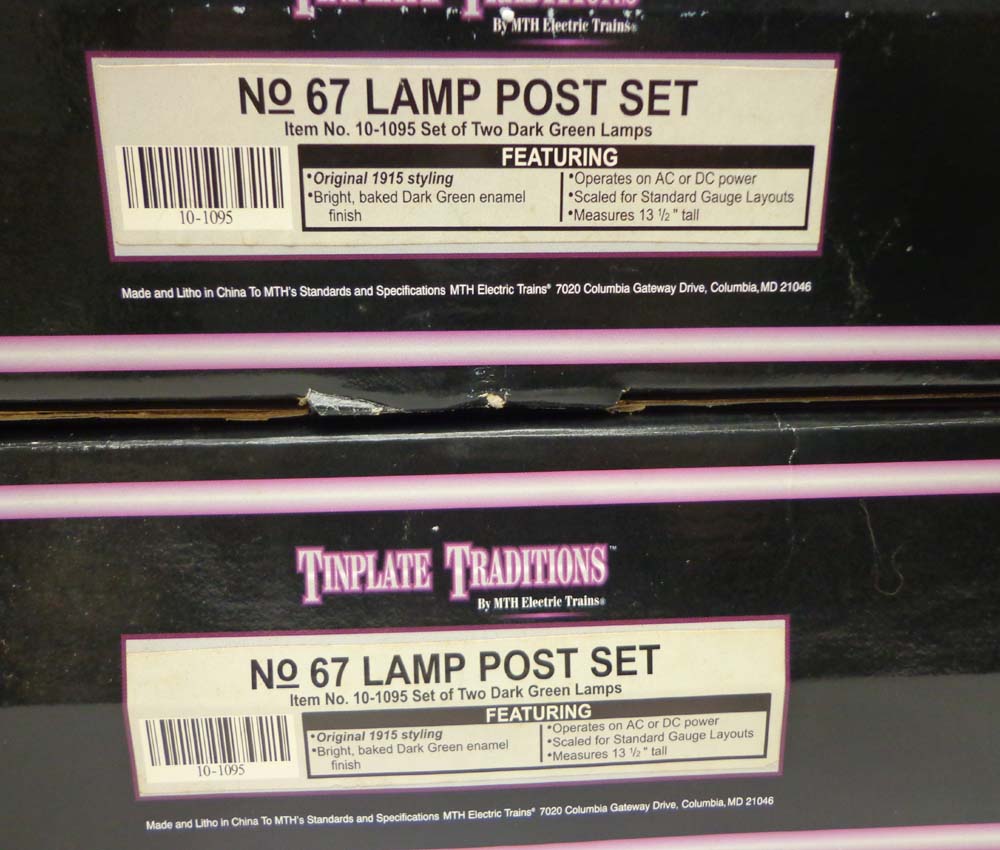 TINPLATE TRADITIONS
By MTH Electric Trains®
No 67 LAMP POST SET
Item No. 10-1095 Set of Two Dark Green Lamps
FEATURING
•Original 1915 styling
•Bright, baked Dark Green enamel
finish
•Operates on AC or DC power
•Scaled for Standard Gauge Layouts
•Measures 13 ½ " tall
10-1095
Made and Litho in China To MTH's Standards and Specifications MTH Electric Trains® 7020 Columbia Gateway Drive, Columbia, MD 21046
TINPLATE TRADITIONS™
By MTH Electric Trains®
No 67 LAMP POST SET
Item No. 10-1095 Set of Two Dark Green Lamps
FEATURING
•Original 1915 styling
•Bright, baked Dark Green enamel
finish
•Operates on AC or DC power
•Scaled for Standard Gauge Layouts
•Measures 13 ½ " tall
10-1095
Made and Litho in China To MTH's Standards and Specifications MTH Electric Trains® 7020 Columbia Gateway Drive, Columbia, MD 21046